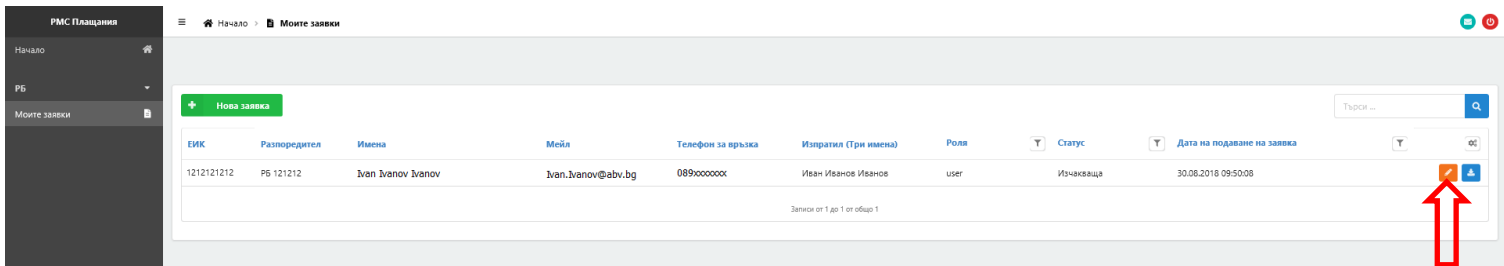 РМС Плащания
Начало > Моите заявки
Начало
РБ
Моите заявки
Нова заявка
Търси ...
ЕИК Разпоредител Имена Мейл Телефон за връзка Изпратил (Три имена) Роля Статус Дата на подаване на заявка
1212121212 РБ 121212 Ivan Ivanov Ivanov Ivan.Ivanov@abv.bg 089xxxxxxx Иван Иванов Иванов user Изчакваща 30.08.2018 09:50:08
Записи от 1 до 1 от общо 1